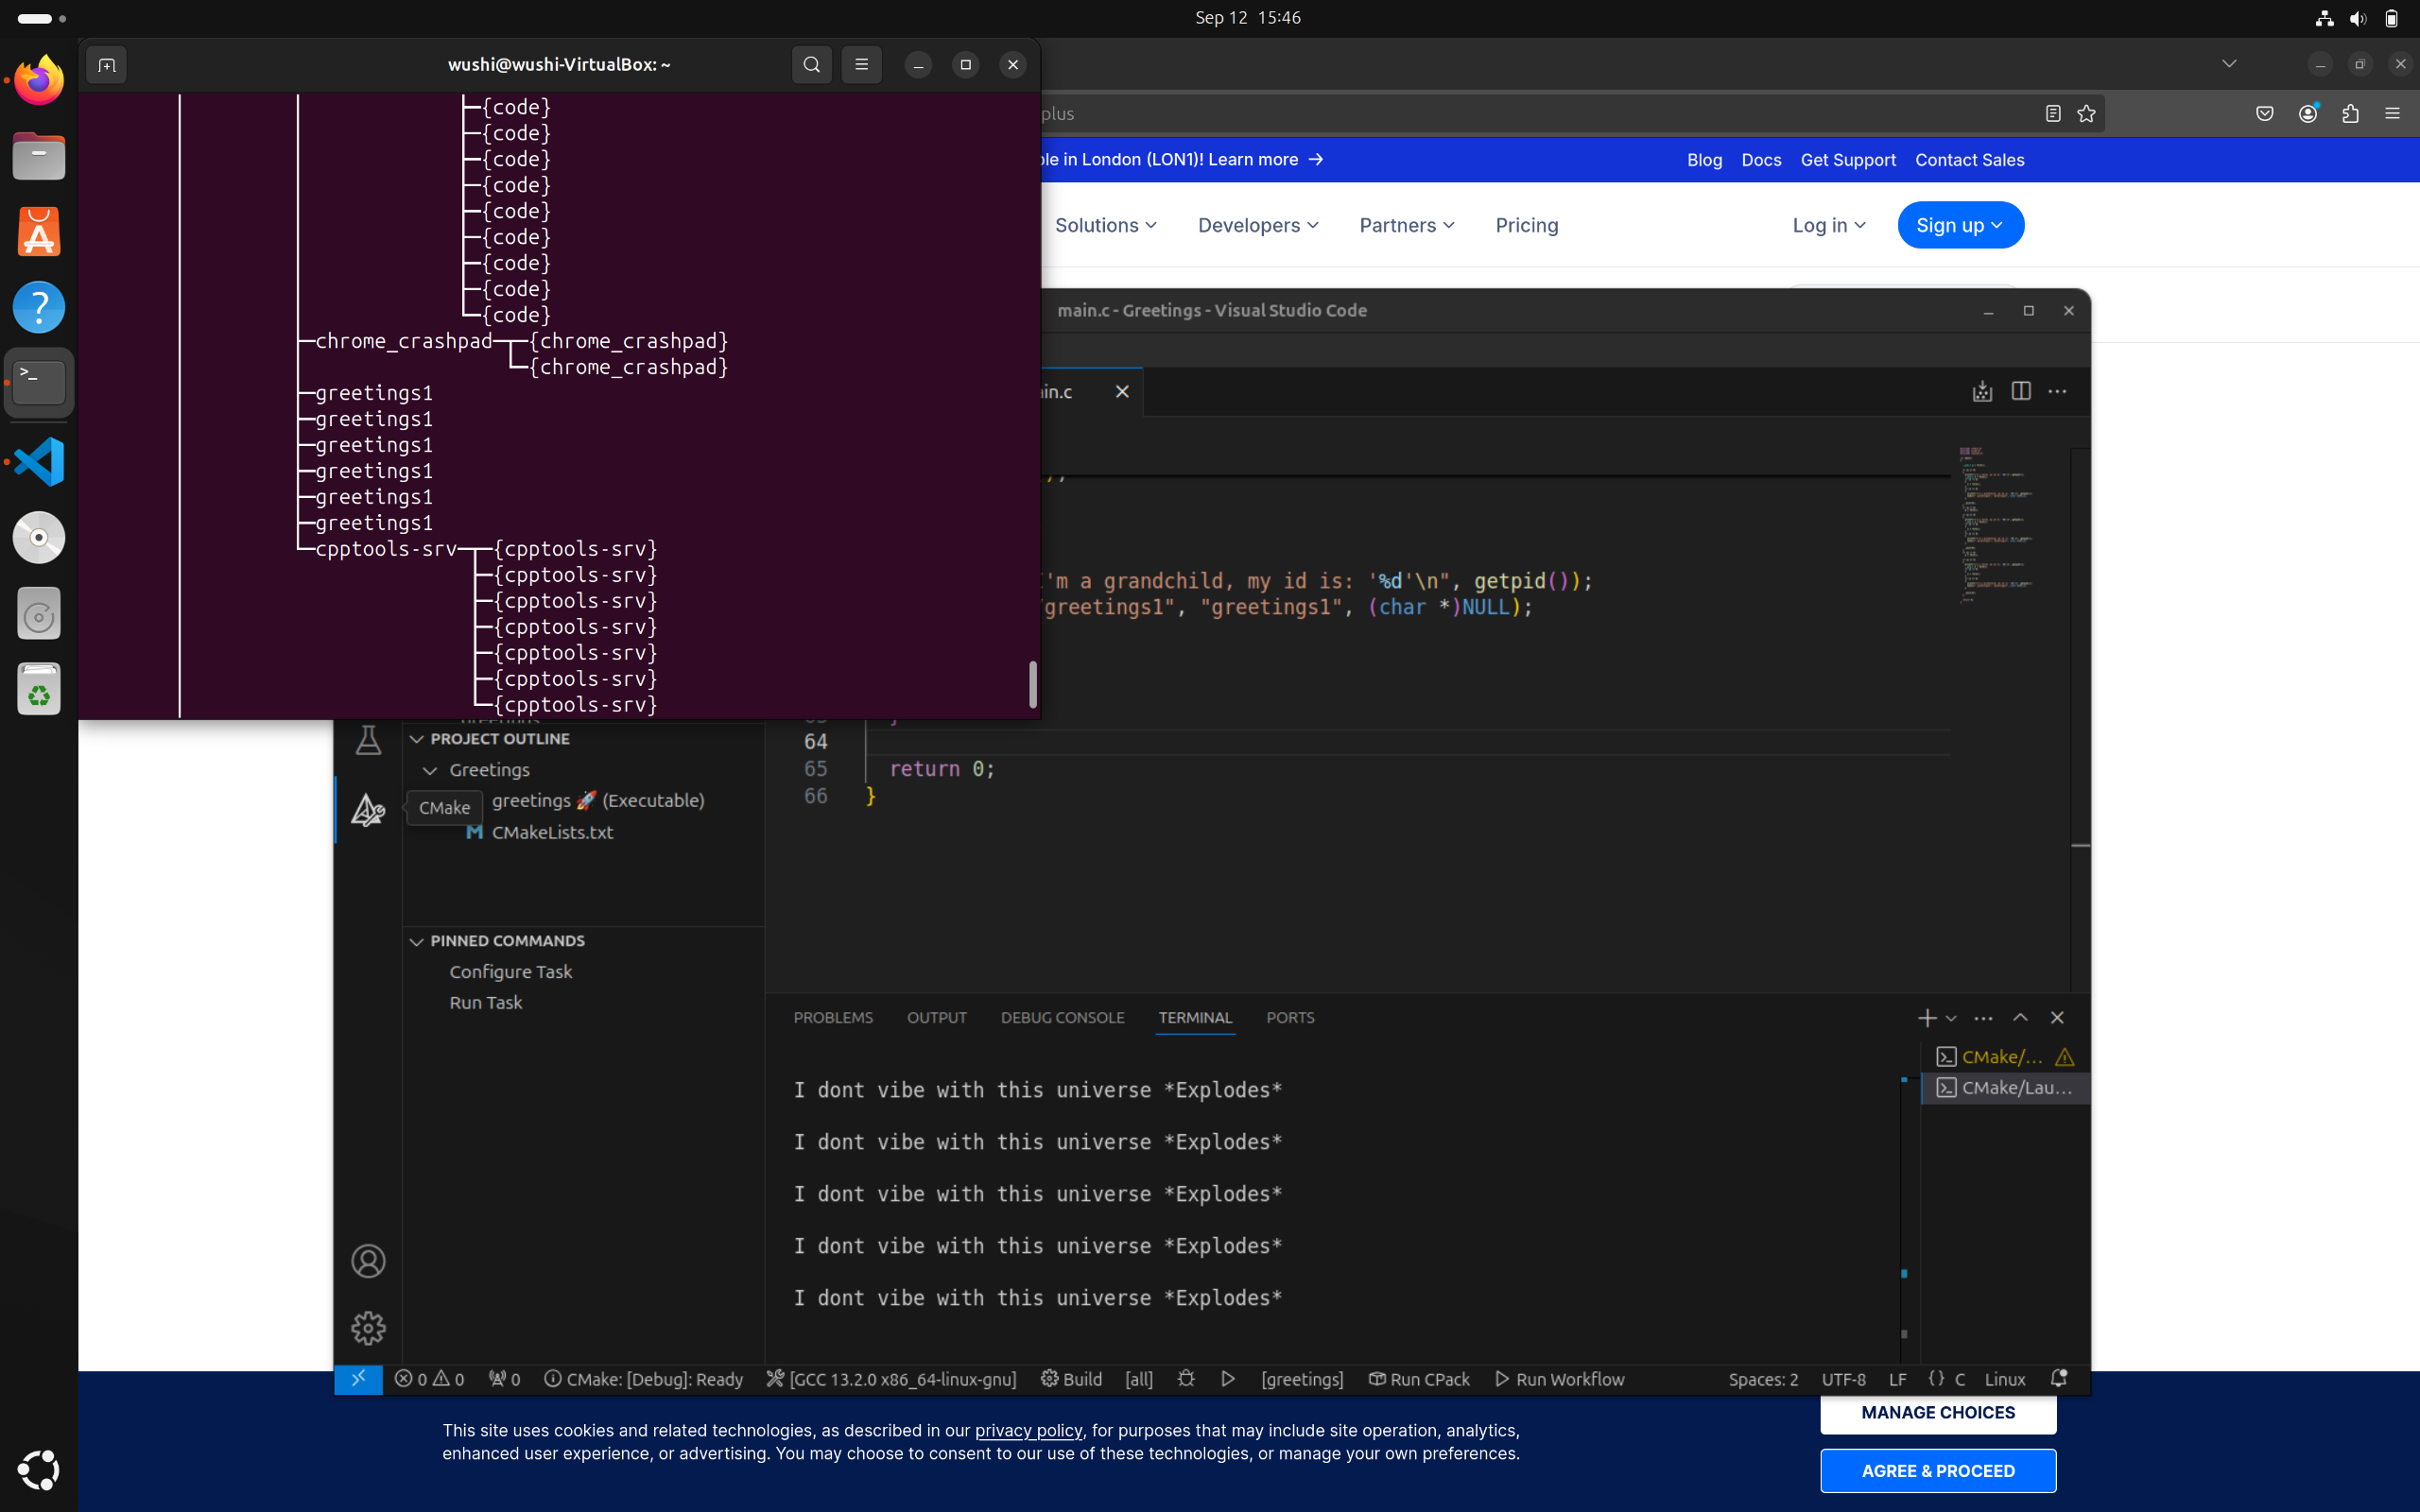 Sep 12 15:46
wushi@wushi-VirtualBox: ~
{code}
{code}
{code}
{code}
{code}
{code}
{code}
{code}
{code}
chrome_crashpad
{chrome_crashpad}
{chrome_crashpad}
greetings1
greetings1
greetings1
greetings1
greetings1
greetings1
cpptools-srv
{cpptools-srv}
{cpptools-srv}
{cpptools-srv}
{cpptools-srv}
{cpptools-srv}
{cpptools-srv}
{cpptools-srv}
plus
in London (LON1)! Learn more →
Blog Docs Get Support Contact Sales
Solutions Developers Partners Pricing
Log in Sign up
main.c - Greetings - Visual Studio Code
in.c
'm a grandchild, my id is: '%d'\n", getpid());
greetings1", "greetings1", (char *)NULL);
64
65 return 0;
66 }
PROJECT OUTLINE
Greetings
greetings 🚀 (Executable)
CMake
M CMakeLists.txt
PINNED COMMANDS
Configure Task
Run Task
PROBLEMS OUTPUT DEBUG CONSOLE TERMINAL PORTS
CMake/...
CMake/Lau...
I dont vibe with this universe *Explodes*
I dont vibe with this universe *Explodes*
I dont vibe with this universe *Explodes*
I dont vibe with this universe *Explodes*
I dont vibe with this universe *Explodes*
0 0 0 CMake: [Debug]: Ready [GCC 13.2.0 x86_64-linux-gnu] Build [all] [greetings] Run CPack Run Workflow Spaces: 2 UTF-8 LF {} C Linux
This site uses cookies and related technologies, as described in our privacy policy, for purposes that may include site operation, analytics,
enhanced user experience, or advertising. You may choose to consent to our use of these technologies, or manage your own preferences.
MANAGE CHOICES
AGREE & PROCEED